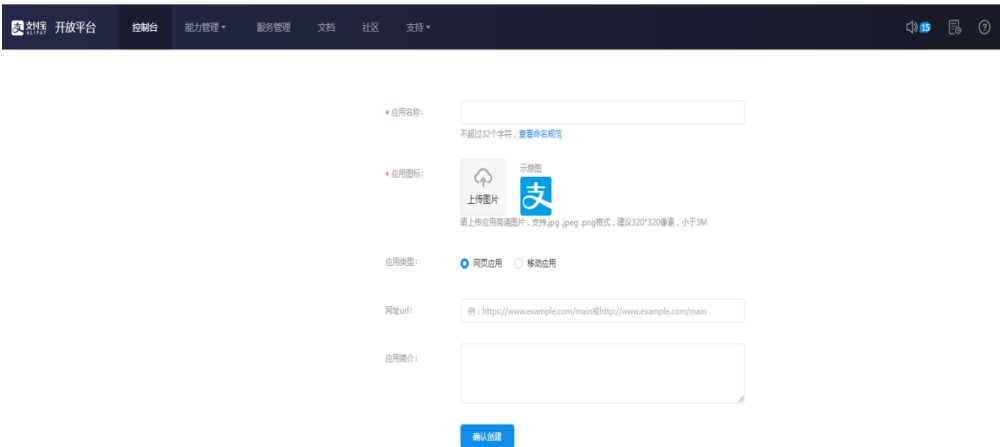 支付宝 ALIPAY 开放平台 控制台 能力管理 服务管理 文档 社区 支持 15
* 应用名称:
不超过32个字符，查看命名规范
* 应用图标: 上传图片 示意图 支
请上传应用高清图片，支持.jpg .jpeg .png格式，建议320*320像素，小于3M
应用类型: 网页应用 移动应用
网址url: 例：https://www.example.com/main或http://www.example.com/main
应用简介:
确认创建